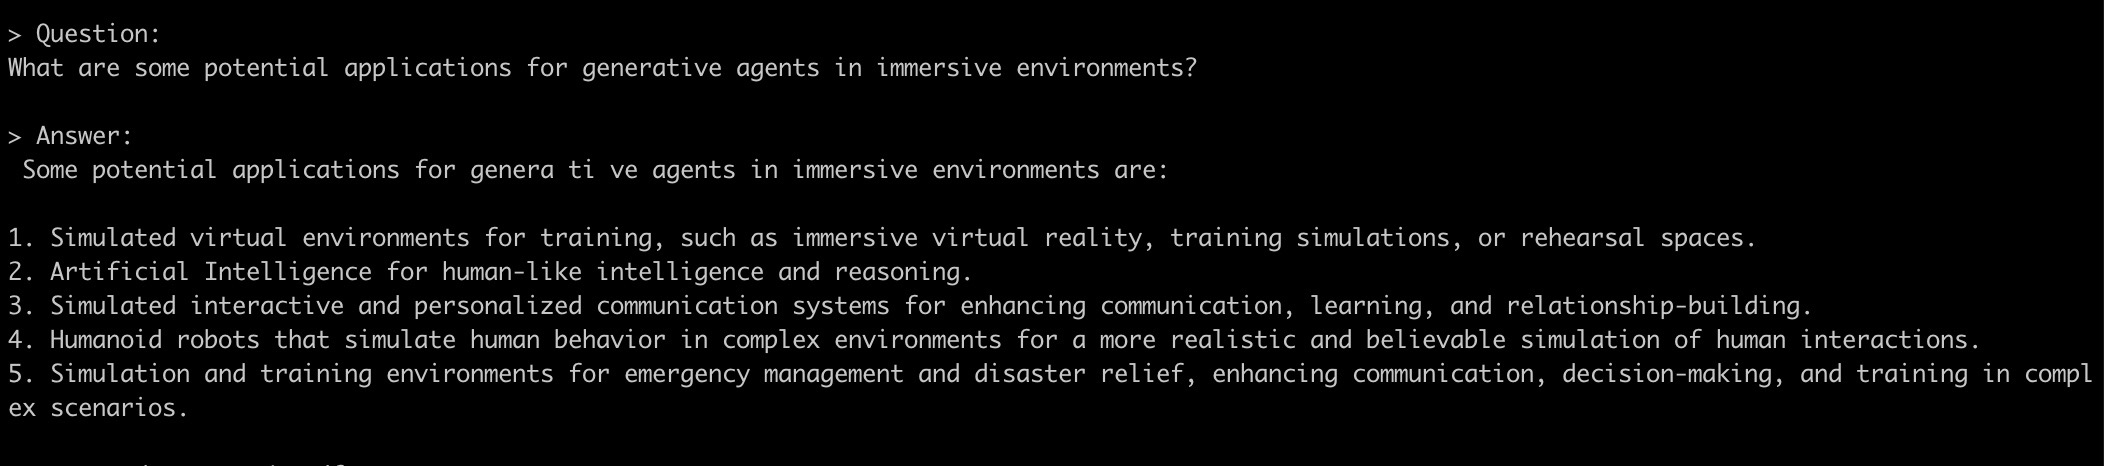 > Question:
What are some potential applications for generative agents in immersive environments?
> Answer:
Some potential applications for genera ti ve agents in immersive environments are:
1. Simulated virtual environments for training, such as immersive virtual reality, training simulations, or rehearsal spaces.
2. Artificial Intelligence for human-like intelligence and reasoning.
3. Simulated interactive and personalized communication systems for enhancing communication, learning, and relationship-building.
4. Humanoid robots that simulate human behavior in complex environments for a more realistic and believable simulation of human interactions.
5. Simulation and training environments for emergency management and disaster relief, enhancing communication, decision-making, and training in compl
ex scenarios.